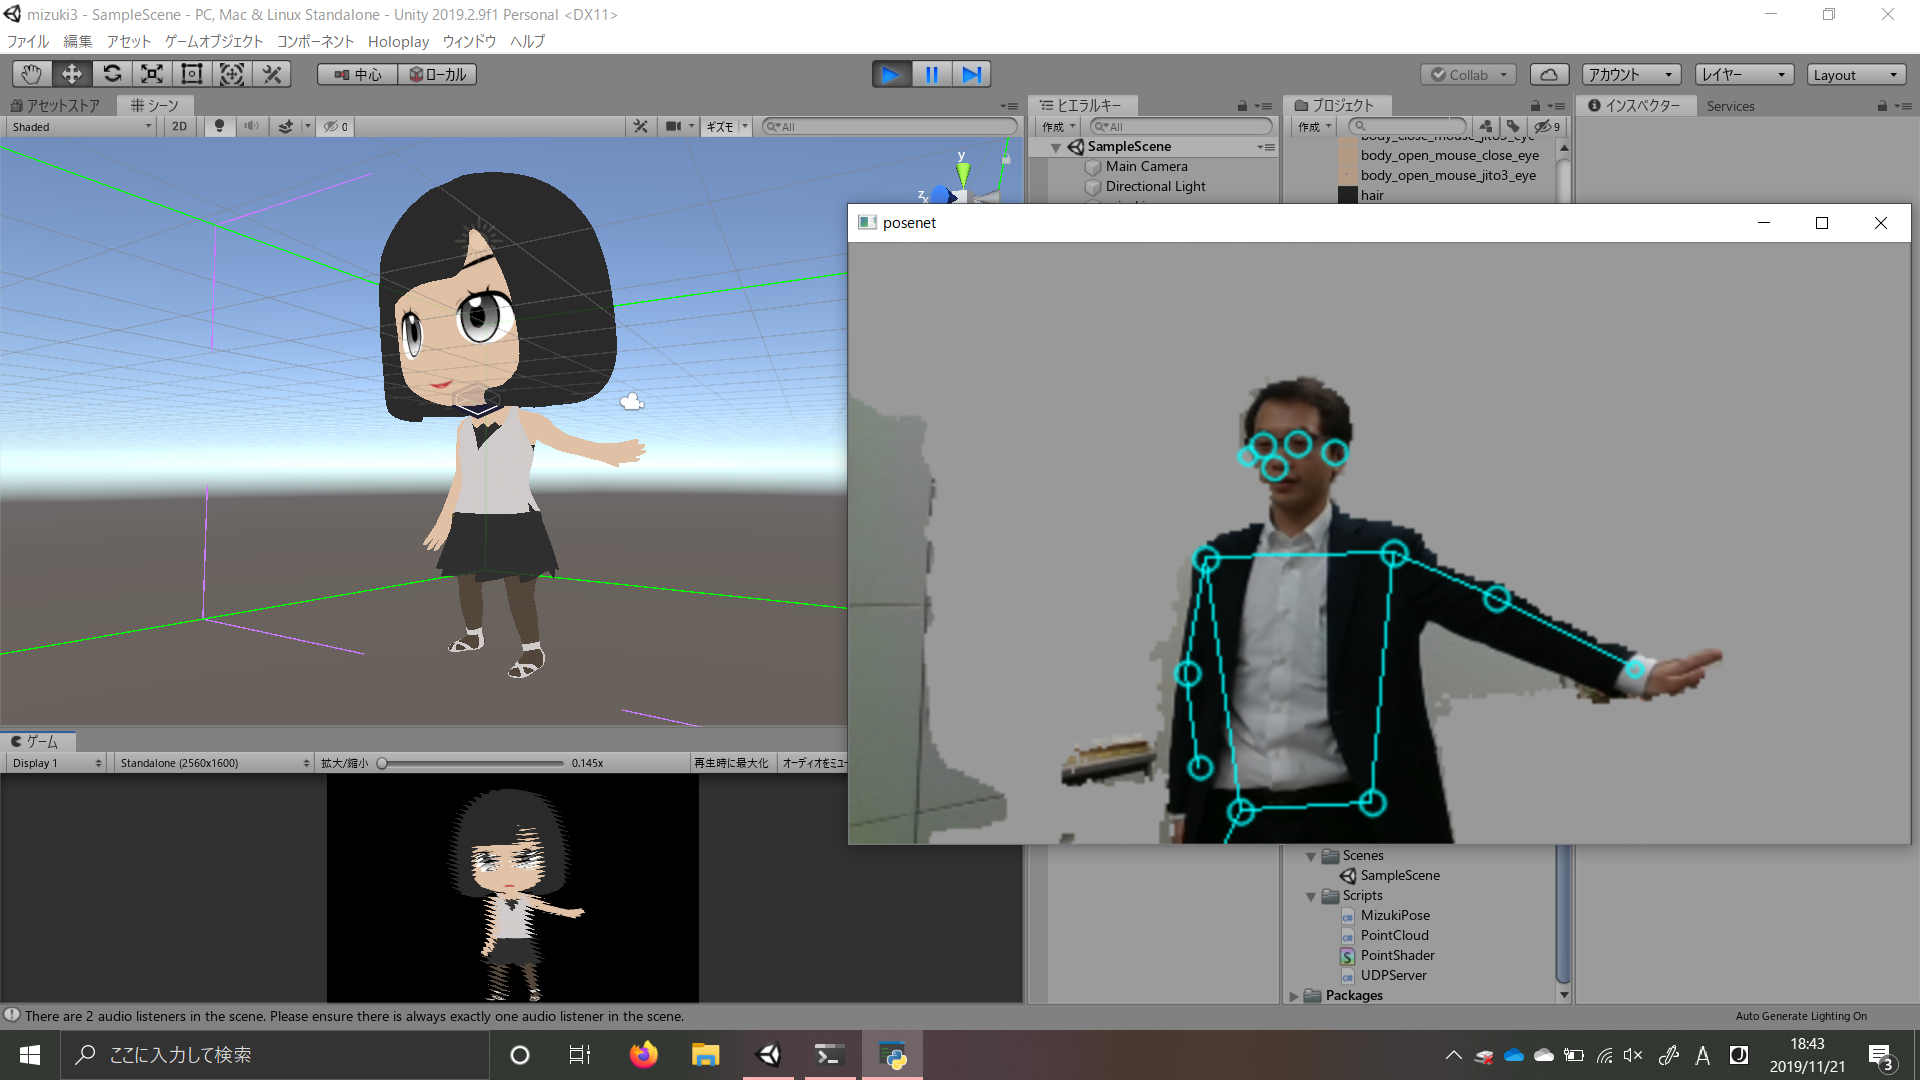 mizuki3 - SampleScene - PC, Mac & Linux Standalone - Unity 2019.2.9f1 Personal <DX11>
ファイル 編集 アセット ゲームオブジェクト コンポーネント Holoplay ウィンドウ ヘルプ
中心 ローカル Collab アカウント レイヤー Layout
アセットストア シーン ヒエラルキー プロジェクト インスペクター Services
Shaded 2D 0 ギズモ All 作成 All 作成 9
y
z
x
SampleScene
Main Camera
Directional Light
body_close_mouse_jito3_eye
body_open_mouse_close_eye
body_open_mouse_jito3_eye
hair
posenet
ゲーム
Display 1 Standalone (2560x1600) 拡大/縮小 0.145x 再生時に最大化 オーディオをミュー
Scenes
SampleScene
Scripts
MizukiPose
PointCloud
PointShader
UDPServer
Packages
There are 2 audio listeners in the scene. Please ensure there is always exactly one audio listener in the scene.
Auto Generate Lighting On
ここに入力して検索
A J
18:43
2019/11/21
3